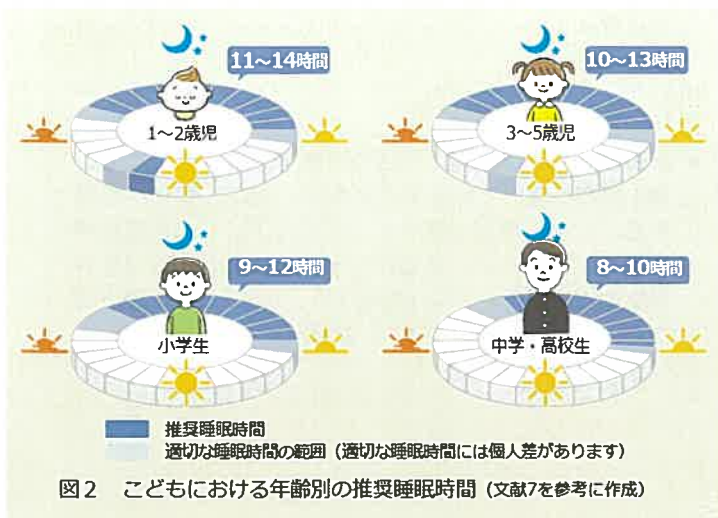 11～14時間
1～2歳児
10～13時間
3～5歳児
9～12時間
小学生
8～10時間
中学・高校生
推奨睡眠時間
適切な睡眠時間の範囲（適切な睡眠時間には個人差があります）
図2　こどもにおける年齢別の推奨睡眠時間（文献7を参考に作成）